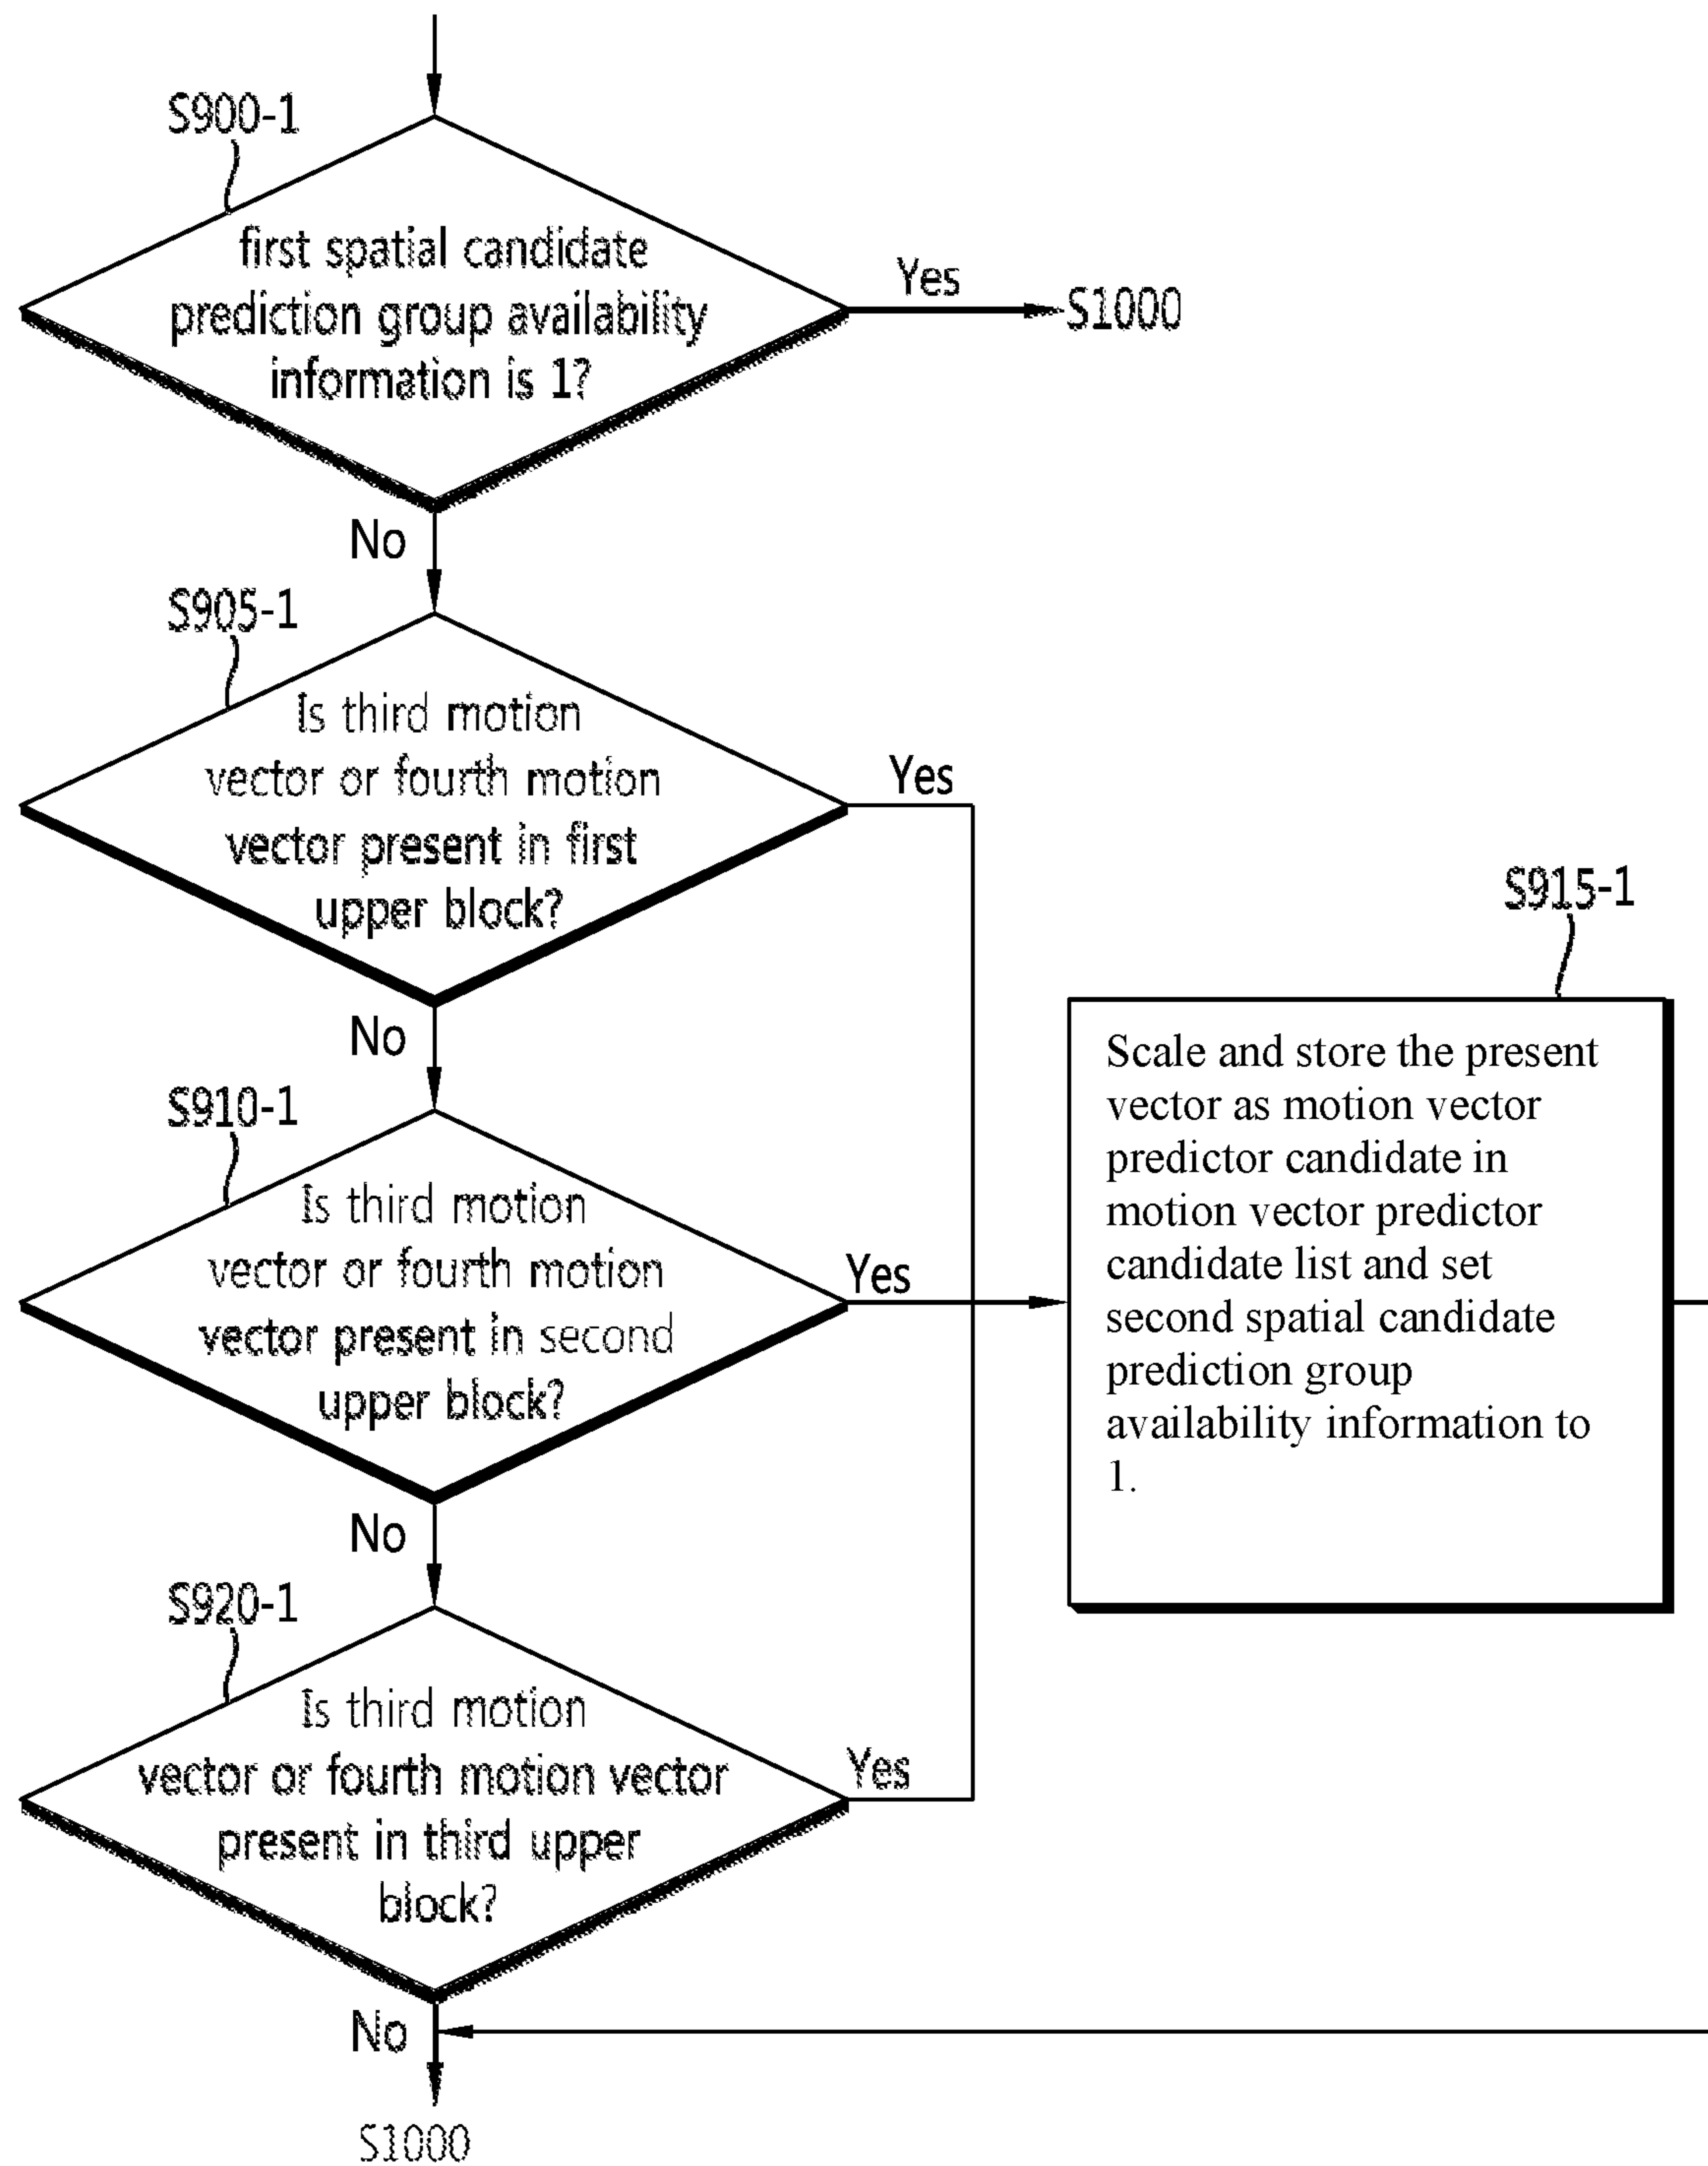 S900-1
first spatial candidate
prediction group availability
information is 1?
Yes
S1000
No
S905-1
Is third motion
vector or fourth motion
vector present in first
upper block?
Yes
No
S910-1
Is third motion
vector or fourth motion
vector present in second
upper block?
Yes
S915-1
Scale and store the present
vector as motion vector
predictor candidate in
motion vector predictor
candidate list and set
second spatial candidate
prediction group
availability information to
1.
No
S920-1
Is third motion
vector or fourth motion vector
present in third upper
block?
Yes
No
S1000